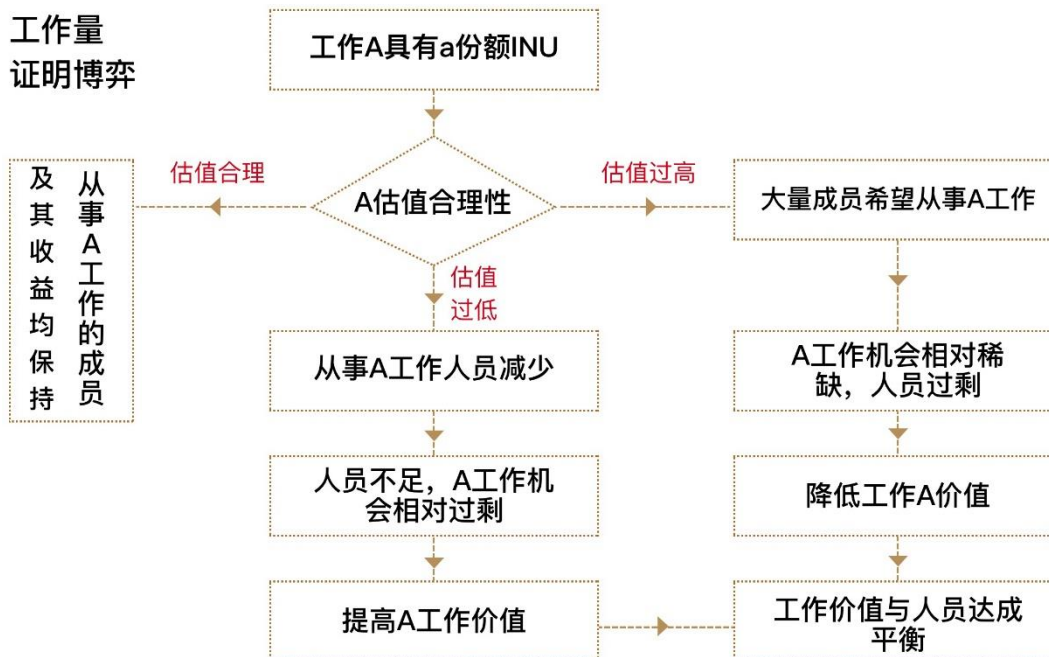 工作量
证明博弈
工作A具有a份额INU
A估值合理性
估值合理
从事A工作的成员
及其收益均保持
估值过高
大量成员希望从事A工作
A工作机会相对稀
缺，人员过剩
降低工作A价值
估值
过低
从事A工作人员减少
人员不足，A工作机
会相对过剩
提高A工作价值
工作价值与人员达成
平衡